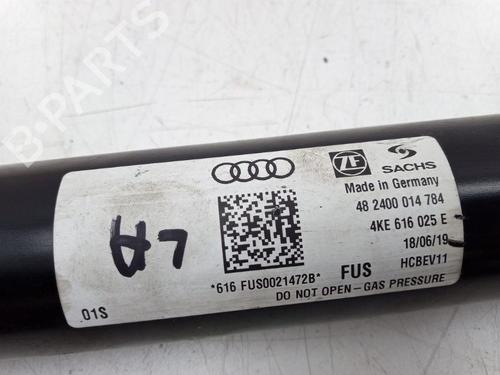 B-PARTS
ZF
SACHS
Made in Germany
48 2400 014 784
4KE 616 025 E
18/06/19
*616 FUS0021472B*
FUS
HCBEV11
DO NOT OPEN - GAS PRESSURE
01S